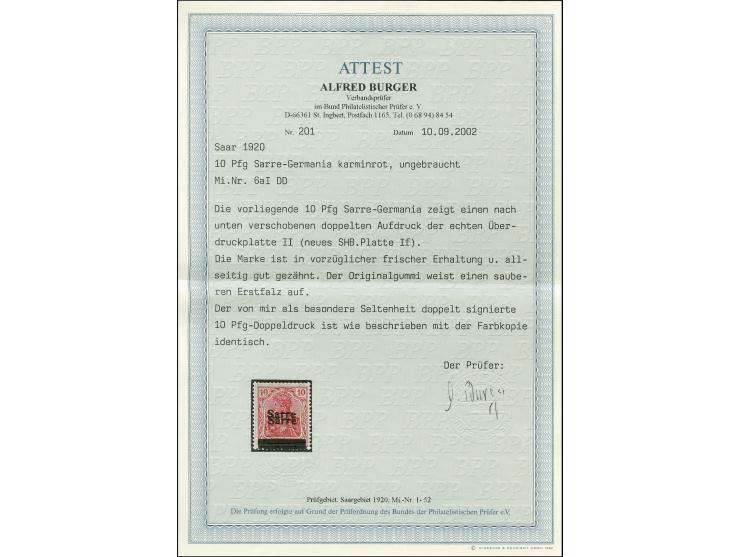 ATTEST
ALFRED BURGER
Verbandsprüfer
im Bund Philatelistischer Prüfer e. V.
D-66361 St. Ingbert, Postfach 1165, Tel. (0 68 94) 84 54
Nr. 201 Datum 10.09.2002
Saar 1920
10 Pfg Sarre-Germania karminrot, ungebraucht
Mi.Nr. 6aI DD
Die vorliegende 10 Pfg Sarre-Germania zeigt einen nach
unten verschobenen doppelten Aufdruck der echten Über-
druckplatte II (neues SHB.Platte If).
Die Marke ist in vorzüglicher frischer Erhaltung u. all-
seitig gut gezähnt. Der Originalgummi weist einen saube-
ren Erstfalz auf.
Der von mir als besondere Seltenheit doppelt signierte
10 Pfg-Doppeldruck ist wie beschrieben mit der Farbkopie
identisch.
Der Prüfer:
10 10
Sarre
Sarre
Prüfgebiet: Saargebiet 1920, Mi.-Nr. 1- 52
Die Prüfung erfolgte auf Grund der Prüfordnung des Bundes der Philatelistischen Prüfer e.V.